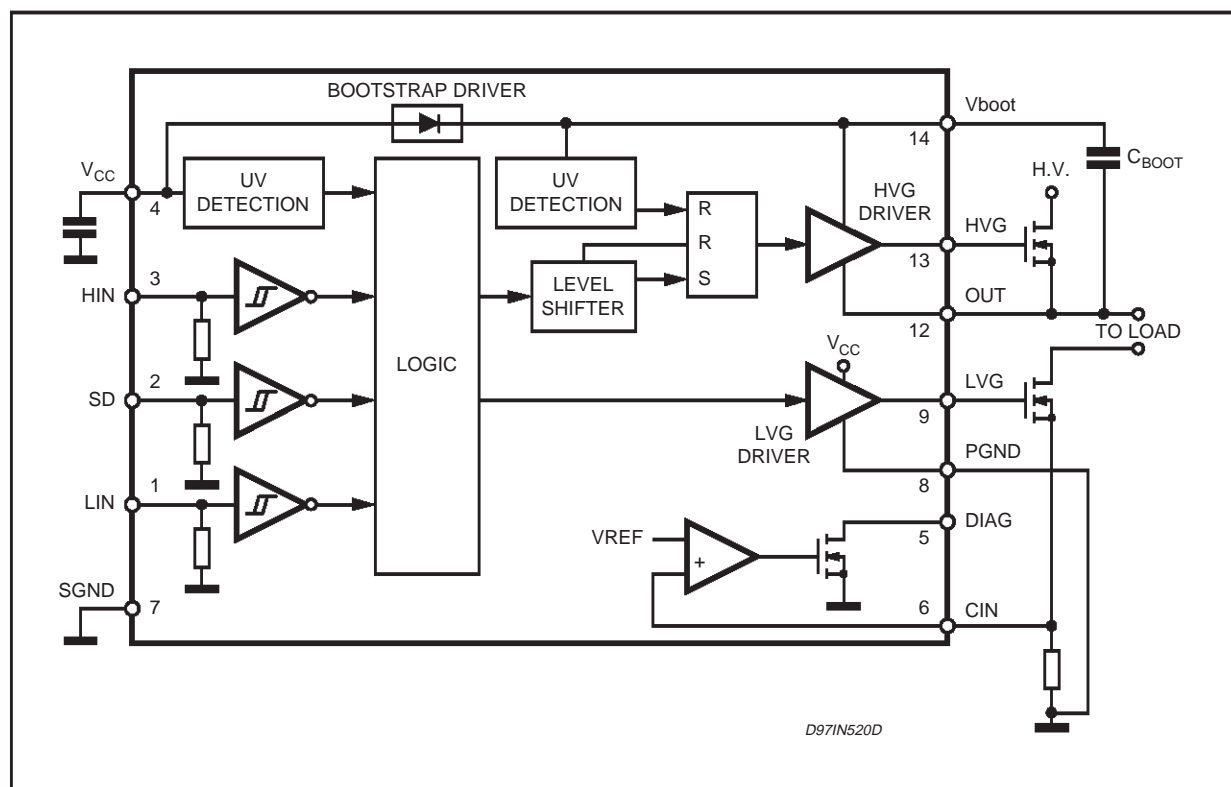 BOOTSTRAP DRIVER
Vboot
14
CBOOT
VCC
4
UV
DETECTION
UV
DETECTION
H.V.
HVG
DRIVER
R
R
S
HVG
13
HIN
3
LEVEL
SHIFTER
OUT
12
TO LOAD
LOGIC
VCC
SD
2
LVG
9
LVG
DRIVER
PGND
8
LIN
1
DIAG
5
VREF
+
SGND
7
6
CIN
D97IN520D